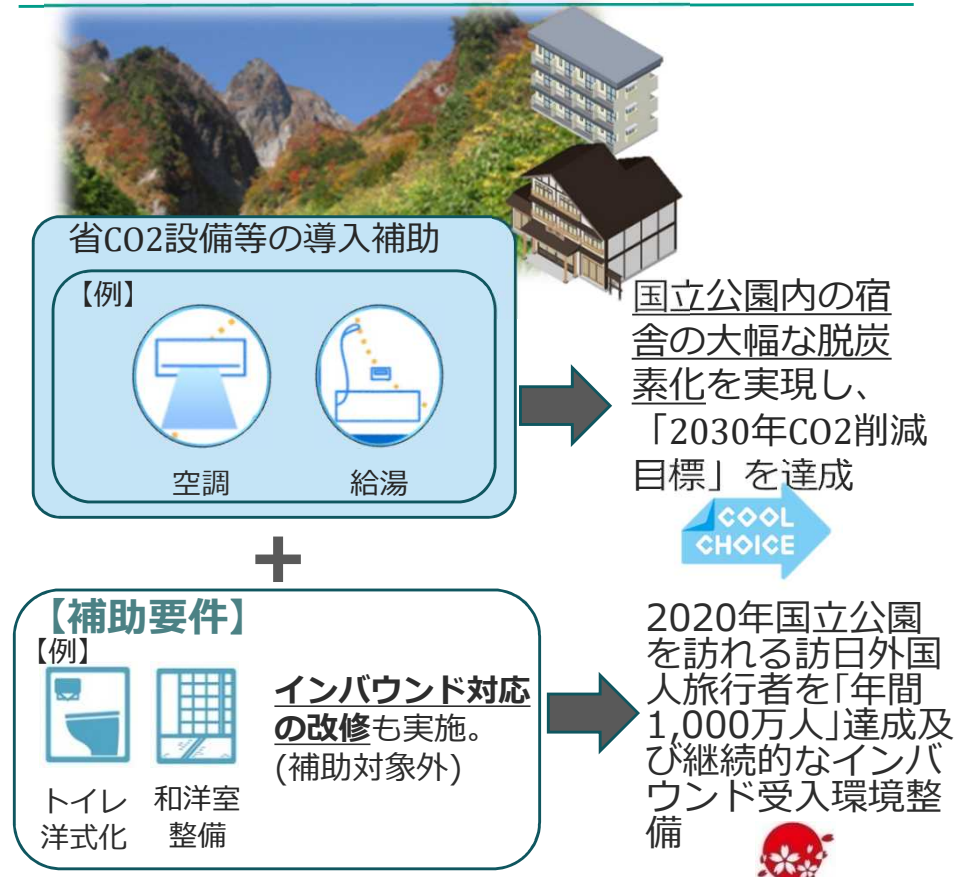 省CO2設備等の導入補助
【例】
空調
給湯
国立公園内の宿
舎の大幅な脱炭
素化を実現し、
「2030年CO2削減
目標」を達成
COOL
CHOICE
+
【補助要件】
【例】
トイレ
洋式化
和洋室
整備
インバウンド対応
の改修も実施。
(補助対象外)
2020年国立公園
を訪れる訪日外国
人旅行者を「年間
1,000万人」達成及
び継続的なインバ
ウンド受入環境整
備